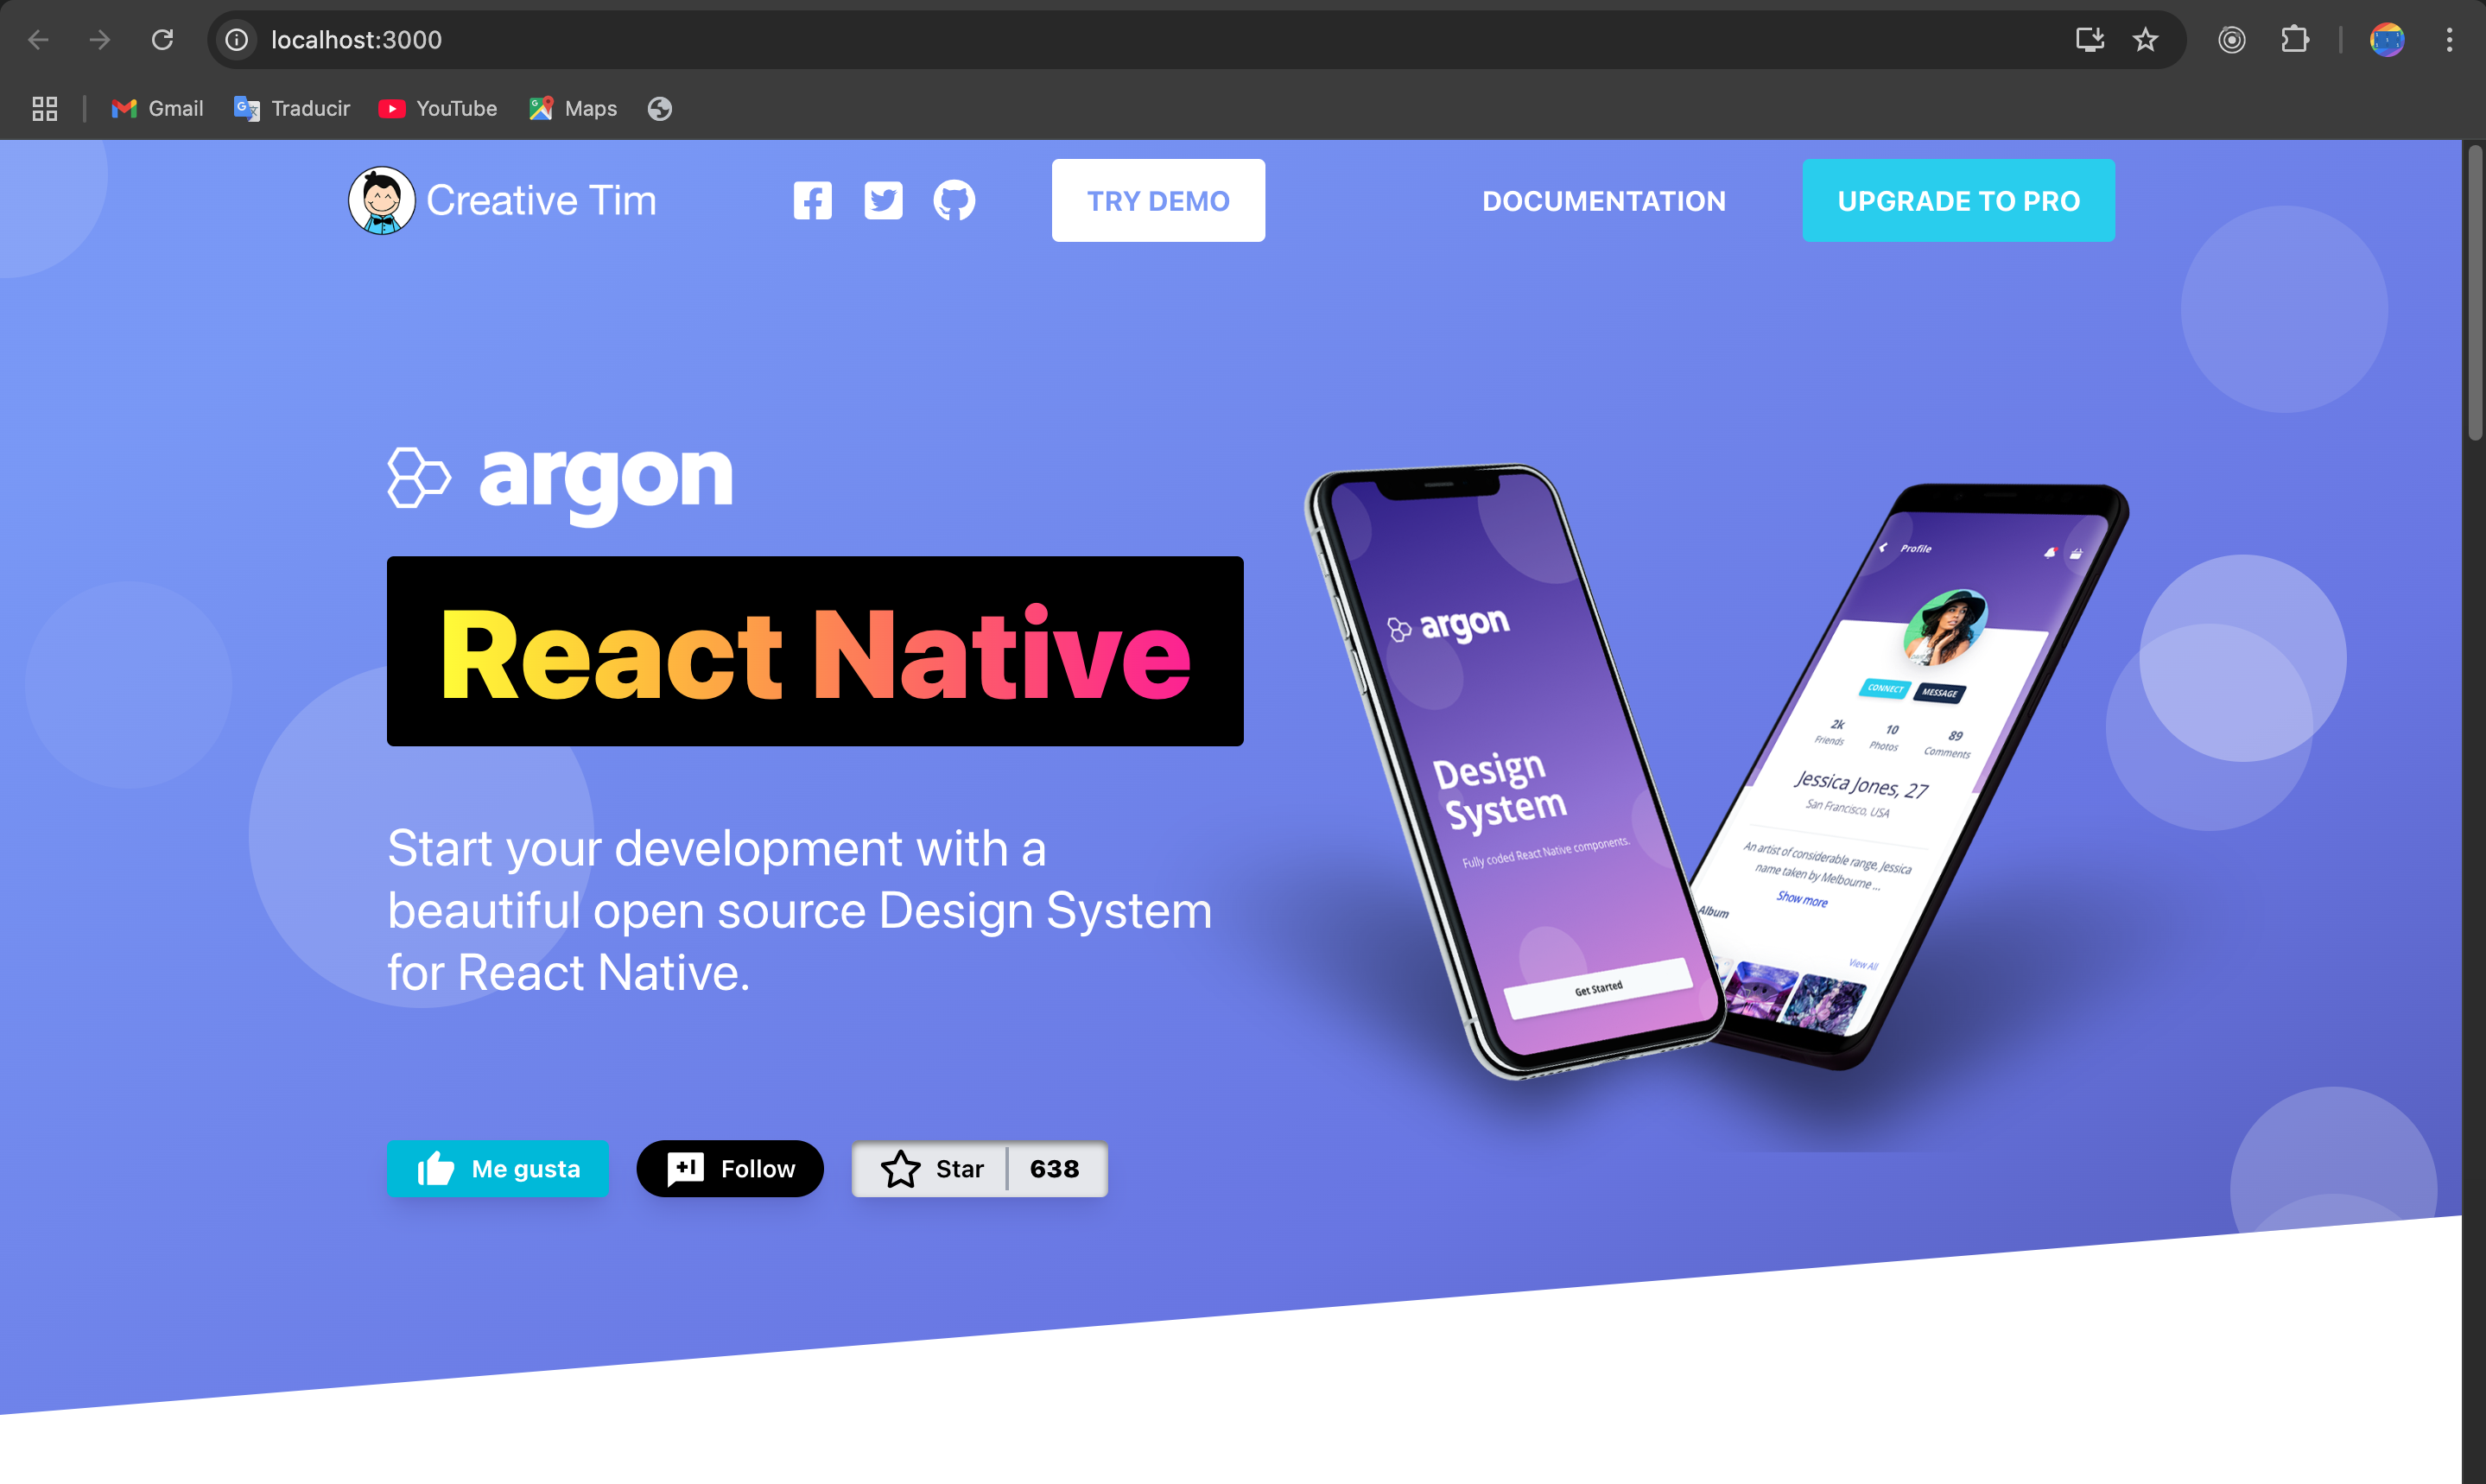 localhost:3000
Gmail
Traducir
YouTube
Maps
Creative Tim
TRY DEMO
DOCUMENTATION
UPGRADE TO PRO
argon
React Native
Start your development with a
beautiful open source Design System
for React Native.
Me gusta
+1 Follow
Star 638
argon
Design
System
Fully coded React Native components.
Get Started
Profile
CONNECT
MESSAGE
2k
Friends
10
Photos
89
Comments
Jessica Jones, 27
San Francisco, USA
An artist of considerable range, Jessica
name taken by Melbourne ...
Show more
Album
View All